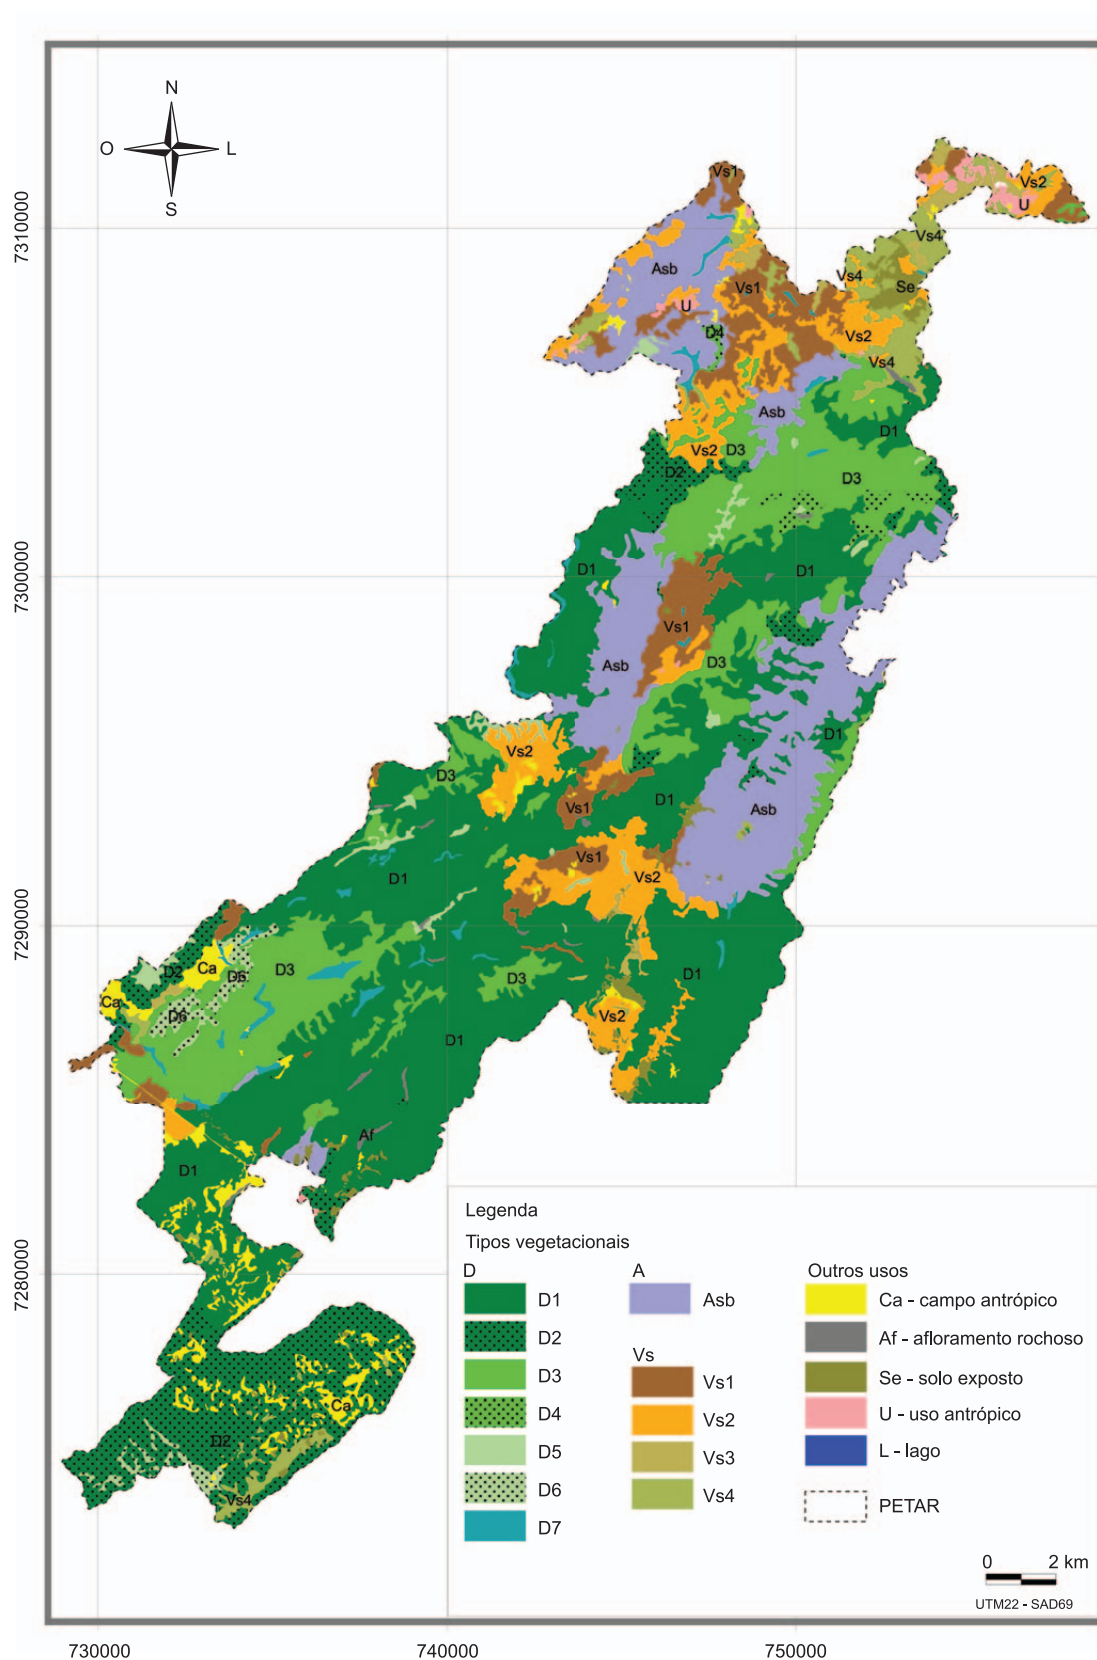 N
O L
S
7310000
7300000
7290000
7280000
Vs1
Vs2
U
Vs4
Asb
Vs4
Se
Vs1
U
D4
Vs2
Vs4
Asb
D1
Vs2
D3
D2
D3
D1
D1
Vs1
Asb
D3
D1
Vs2
D3
D1
Vs1
Asb
Vs1
D1
Vs2
D2
Ca
D6
D3
D3
D1
Ca
D6
Vs2
D1
Af
D1
Ca
D2
Vs4
Legenda
Tipos vegetacionais
D
D1
D2
D3
D4
D5
D6
D7
A
Asb
Vs
Vs1
Vs2
Vs3
Vs4
Outros usos
Ca - campo antrópico
Af - afloramento rochoso
Se - solo exposto
U - uso antrópico
L - lago
PETAR
0 2 km
UTM22 - SAD69
730000 740000 750000